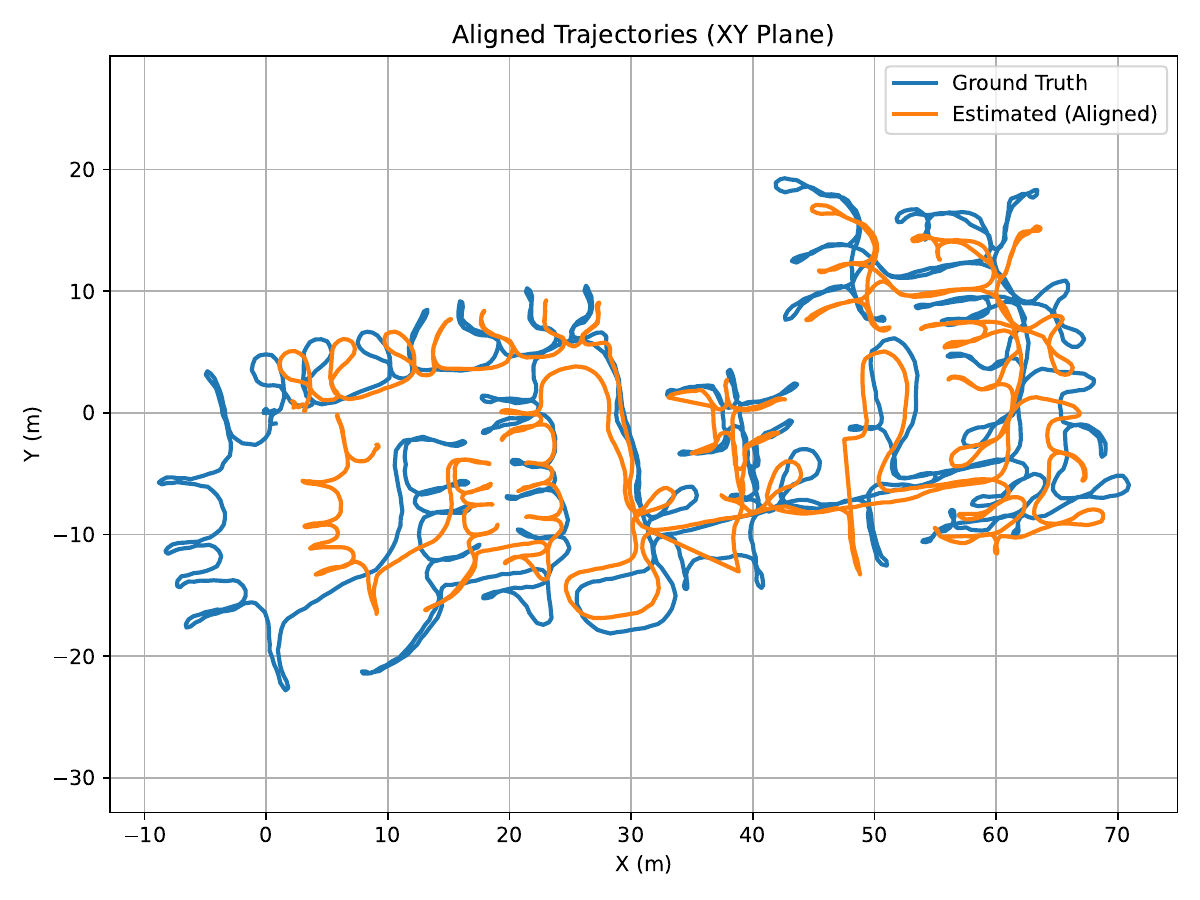 Aligned Trajectories (XY Plane)
Ground Truth
Estimated (Aligned)
20
10
0
−10
−20
−30
Y (m)
−10 0 10 20 30 40 50 60 70
X (m)